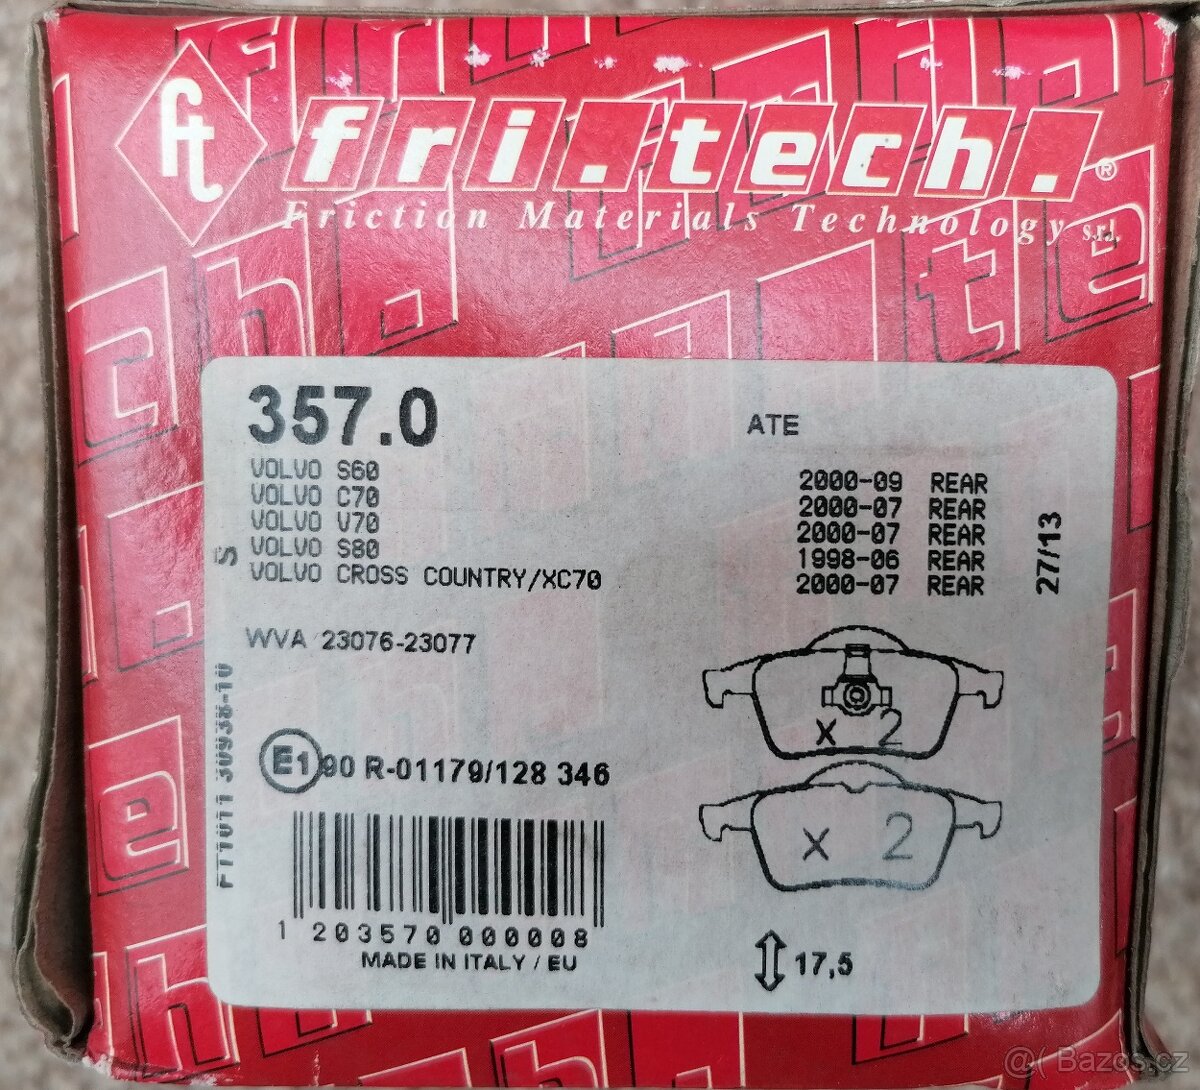 ft
fri.tech.®
Friction Materials Technology s.r.l.
357.0
ATE
VOLVO S60 2000-09 REAR
VOLVO C70 2000-07 REAR
VOLVO V70 2000-07 REAR
VOLVO S80 1998-06 REAR
VOLVO CROSS COUNTRY/XC70 2000-07 REAR
27/13
S
WVA 23076-23077
x 2
E1 90 R-01179/128 346
x 2
1 203570 000008
MADE IN ITALY / EU
17,5
@( Bazos.cz